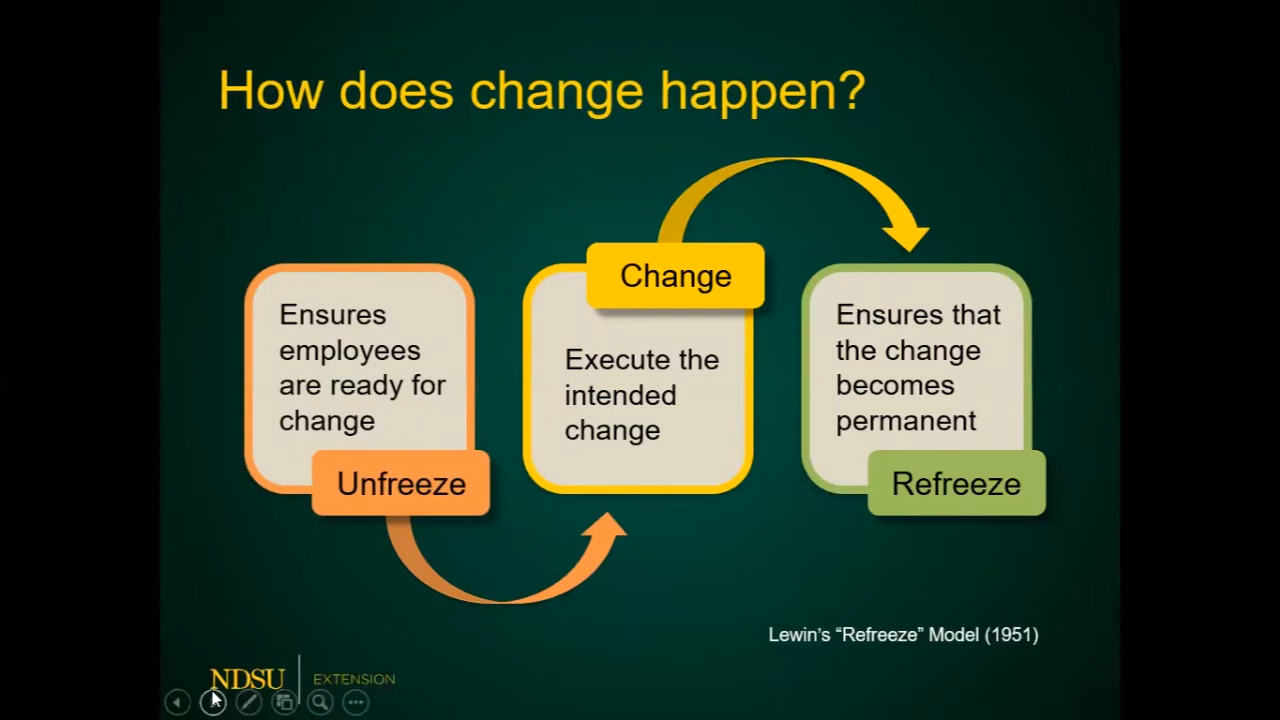 How does change happen?
Ensures
employees
are ready for
change
Unfreeze
Change
Execute the
intended
change
Ensures that
the change
becomes
permanent
Refreeze
Lewin's “Refreeze” Model (1951)
NDSU
EXTENSION